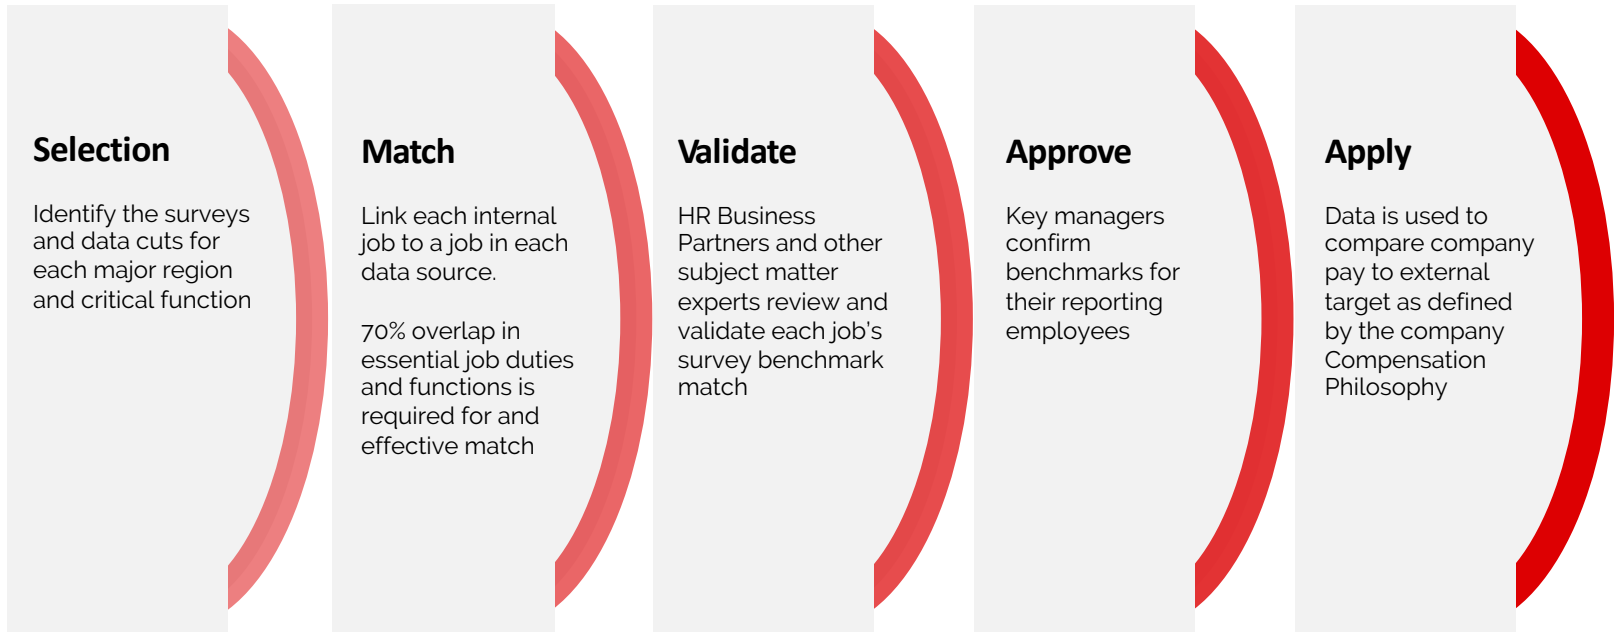 Selection
Identify the surveys
and data cuts for
each major region
and critical function
Match
Link each internal
job to a job in each
data source.
70% overlap in
essential job duties
and functions is
required for and
effective match
Validate
HR Business
Partners and other
subject matter
experts review and
validate each job's
survey benchmark
match
Approve
Key managers
confirm
benchmarks for
their reporting
employees
Apply
Data is used to
compare company
pay to external
target as defined
by the company
Compensation
Philosophy